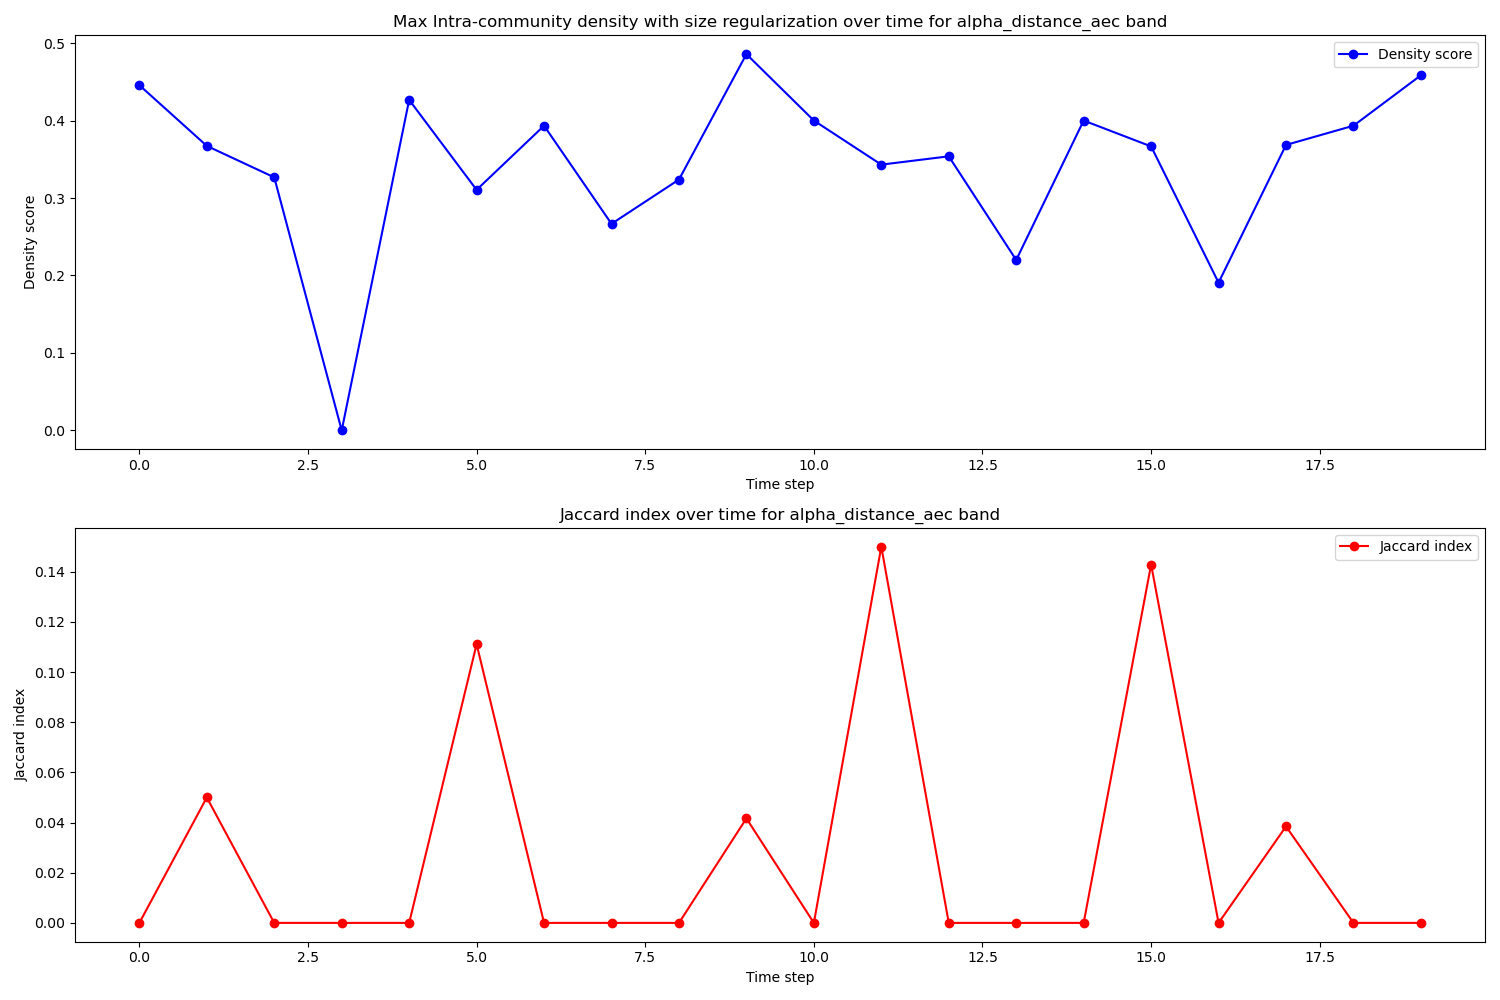 Max Intra-community density with size regularization over time for alpha_distance_aec band
Density score
0.5
0.4
0.3
0.2
0.1
0.0
Density score
0.0 2.5 5.0 7.5 10.0 12.5 15.0 17.5
Time step
Jaccard index over time for alpha_distance_aec band
Jaccard index
0.14
0.12
0.10
0.08
0.06
0.04
0.02
0.00
Jaccard index
0.0 2.5 5.0 7.5 10.0 12.5 15.0 17.5
Time step